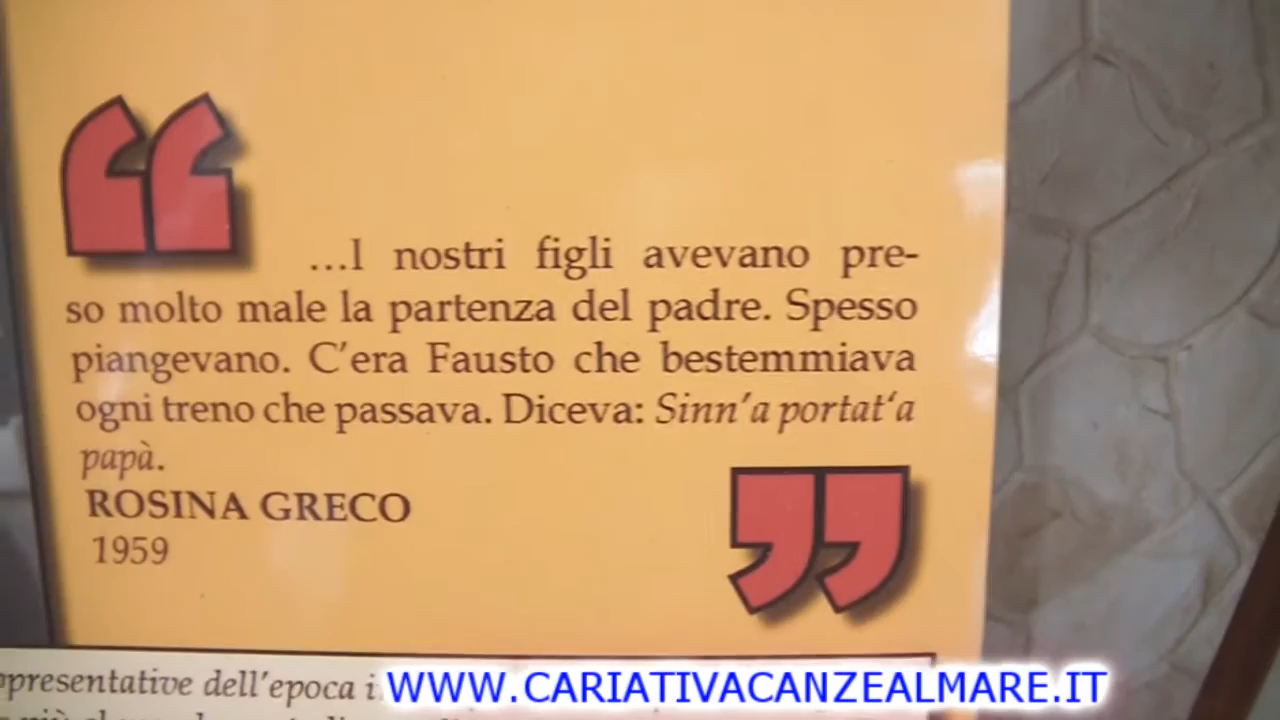 ...I nostri figli avevano pre-
so molto male la partenza del padre. Spesso
piangevano. C'era Fausto che bestemmiava
ogni treno che passava. Diceva: Sinn'a portat‘a
papà.
ROSINA GRECO
1959
dell'epoca
WWW.CARIATIVACANZEALMARE.IT